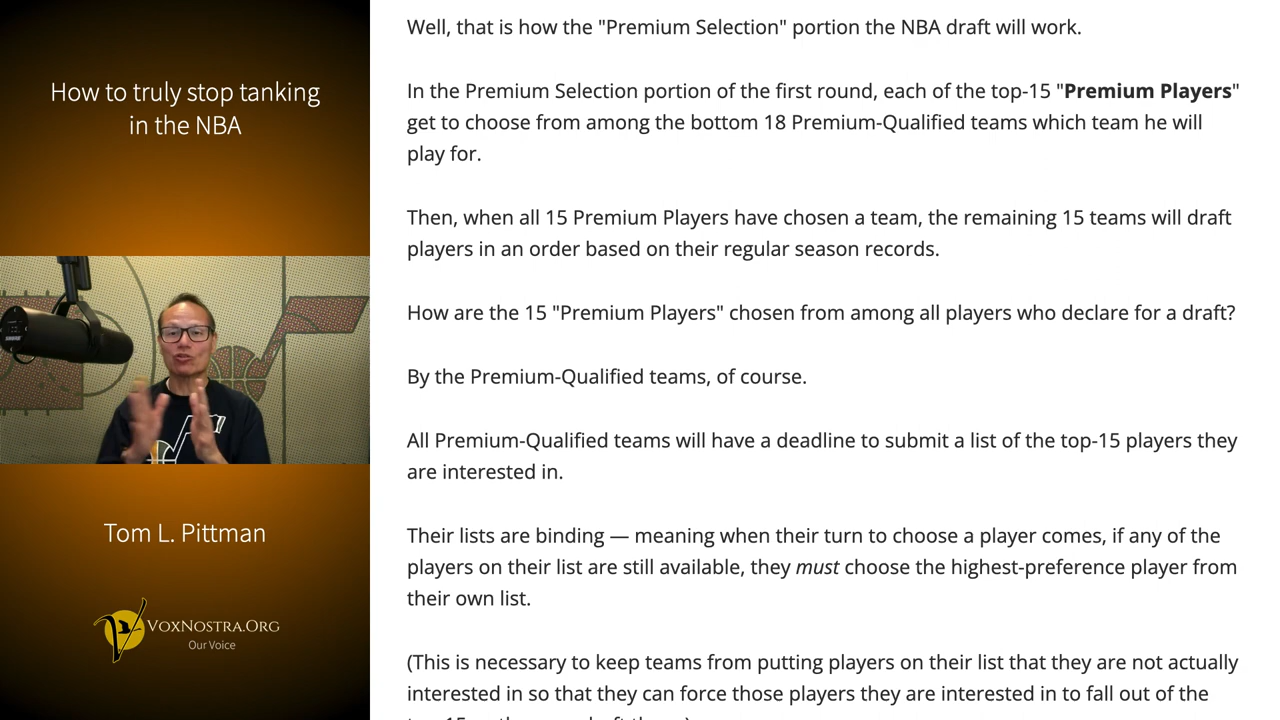 How to truly stop tanking
in the NBA
Tom L. Pittman
VoxNostra.Org
Our Voice
Well, that is how the "Premium Selection" portion the NBA draft will work.
In the Premium Selection portion of the first round, each of the top-15 "Premium Players"
get to choose from among the bottom 18 Premium-Qualified teams which team he will
play for.
Then, when all 15 Premium Players have chosen a team, the remaining 15 teams will draft
players in an order based on their regular season records.
How are the 15 "Premium Players" chosen from among all players who declare for a draft?
By the Premium-Qualified teams, of course.
All Premium-Qualified teams will have a deadline to submit a list of the top-15 players they
are interested in.
Their lists are binding — meaning when their turn to choose a player comes, if any of the
players on their list are still available, they must choose the highest-preference player from
their own list.
(This is necessary to keep teams from putting players on their list that they are not actually
interested in so that they can force those players they are interested in to fall out of the